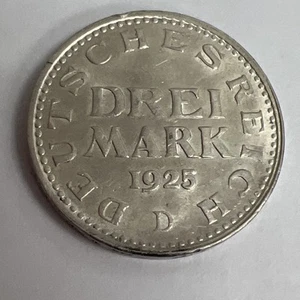 DEUTSCHES REICH
DREI
MARK
1925
D